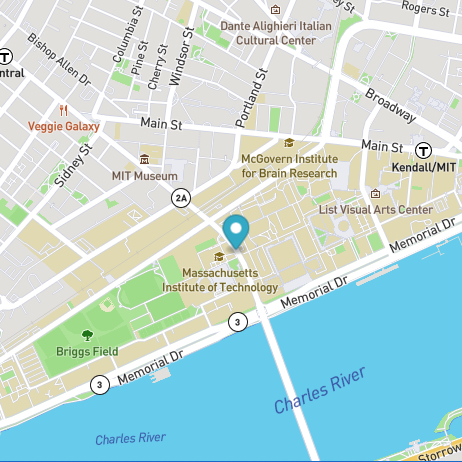 Rogers St
Dante Alighieri Italian
Cultural Center
Columbia St
Windsor St
Bishop Allen Dr
Pine St
Cherry St
T
ntral
Portland St
Broadway
Veggie Galaxy
Main St
Main St
T
Kendall/MIT
McGovern Institute
for Brain Research
Sidney St
MIT Museum
2A
List Visual Arts Center
Memorial Dr
Massachusetts
Institute of Technology
Memorial Dr
3
Briggs Field
Memorial Dr
3
Charles River
Charles River
Storrow